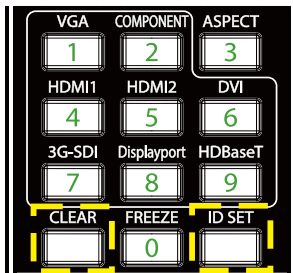 VGA COMPONENT ASPECT
1 2 3
HDMI1 HDMI2 DVI
4 5 6
3G-SDI Displayport HDBaseT
7 8 9
CLEAR FREEZE ID SET
0